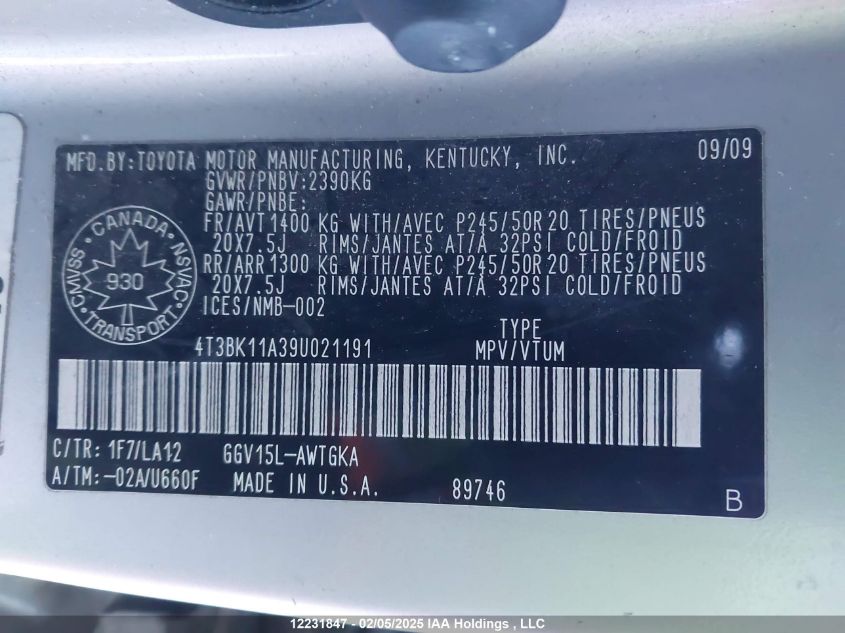 MFD.BY:TOYOTA MOTOR MANUFACTURING, KENTUCKY, INC. 09/09
GVWR/PNBV:2390KG
GAWR/PNBE:
FR/AVT 1400 KG WITH/AVEC P245/50R20 TIRES/PNEUS
20X7.5J RIMS/JANTES AT/À 32PSI COLD/FROID
RR/ARR 1300 KG WITH/AVEC P245/50R20 TIRES/PNEUS
20X7.5J RIMS/JANTES AT/À 32PSI COLD/FROID
ICES/NMB-002
CANADA
CMVSS NSVAC
930
TRANSPORT
TYPE
4T3BK11A39U021191 MPV/VTUM
C/TR: 1F7/LA12 GGV15L-AWTGKA
A/TM:-02A/U660F MADE IN U.S.A. 89746
B
12231847 - 02/05/2025 IAA Holdings , LLC